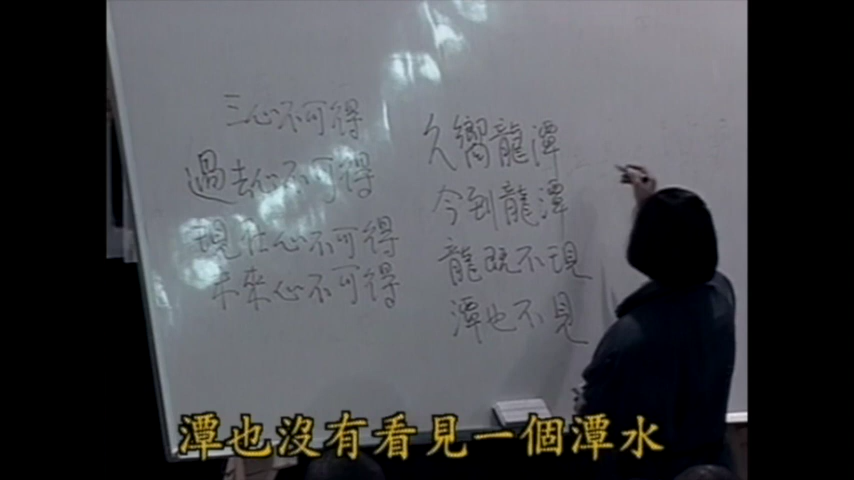 三心不可得
過去心不可得
現在心不可得
未來心不可得
久嚮龍潭
今到龍潭
龍既不現
潭也不見
潭也沒有看見一個潭水